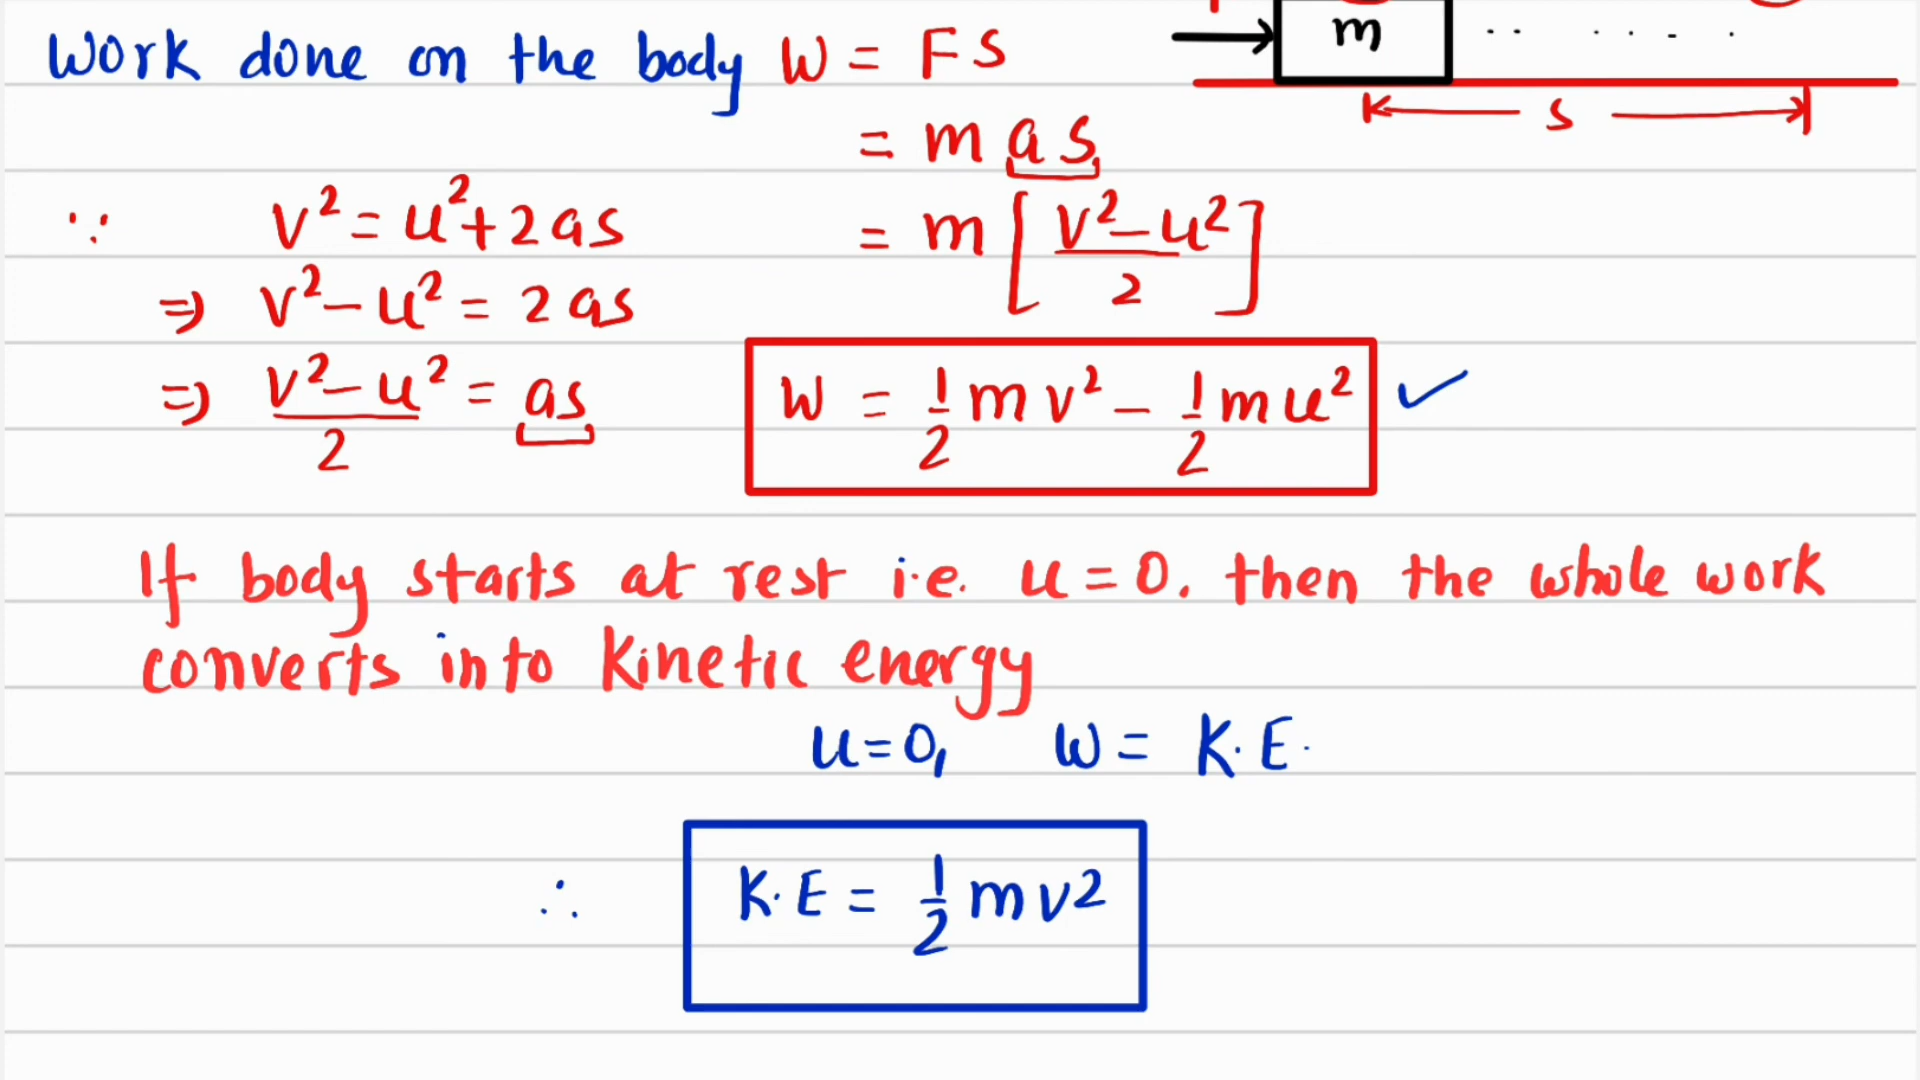 Work done on the body W = FS
m
S
= m as
∵ v² = u² + 2as
= m [ v² – u² / 2 ]
⇒ v² – u² = 2as
⇒ v² – u² / 2 = as
W = 1/2 m v² – 1/2 m u² ✓
If body starts at rest i.e. u = 0. then the whole work
converts into Kinetic energy
u=0, W = K.E.
∴ K.E = 1/2 m v²